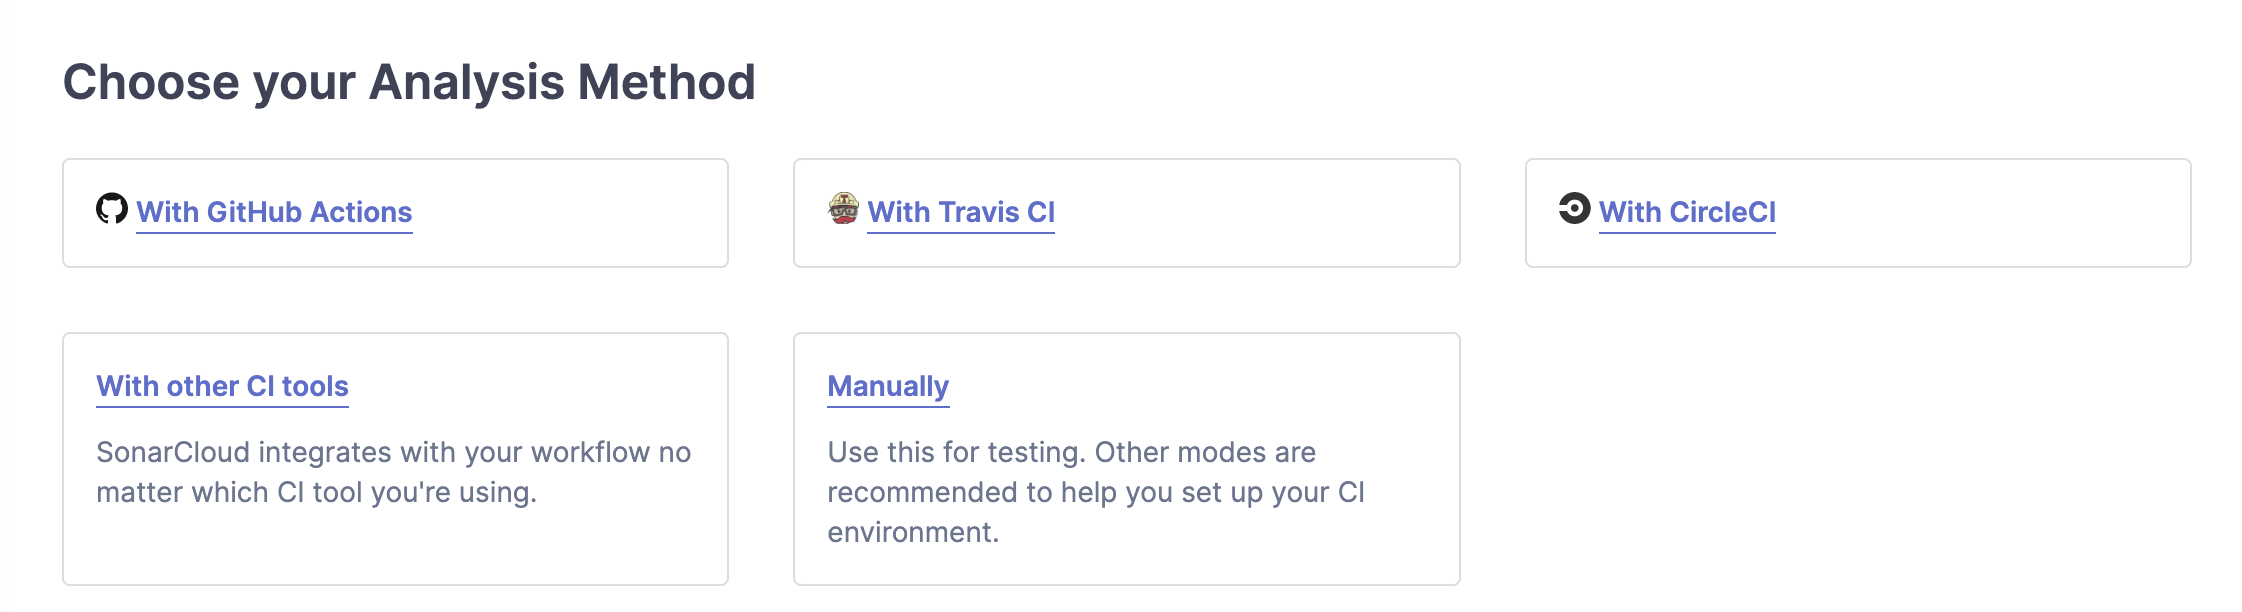 Choose your Analysis Method
With GitHub Actions
With Travis CI
With CircleCI
With other CI tools
SonarCloud integrates with your workflow no
matter which CI tool you're using.
Manually
Use this for testing. Other modes are
recommended to help you set up your CI
environment.